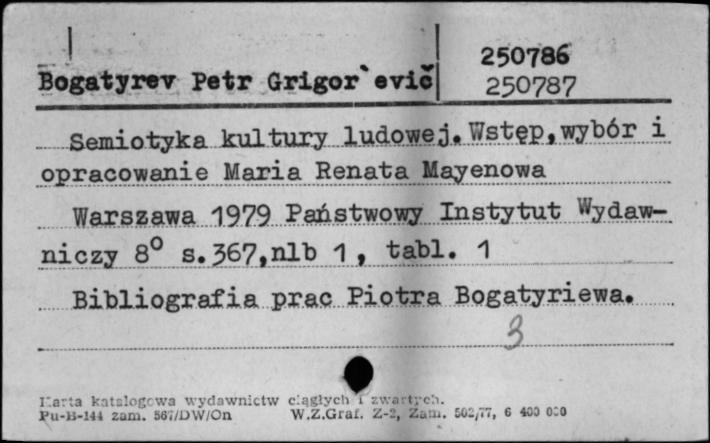 250786
Bogatyrev Petr Grigor`evič 250787
Semiotyka kultury ludowej. Wstęp, wybór i
opracowanie Maria Renata Mayenowa
Warszawa 1979 Państwowy Instytut Wydaw-
niczy 8° s. 367, nlb 1, tabl. 1
Bibliografia prac Piotra Bogatyriewa.
3
Karta katalogowa wydawnictw ciągłych i zwartych.
Pu-B-144 zam. 567/DW/On W.Z.Graf. Z-2, Zam. 502/77, 6 400 000